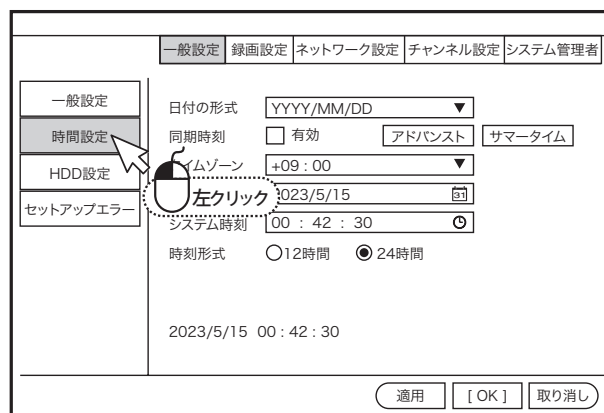 一般設定 録画設定 ネットワーク設定 チャンネル設定 システム管理者
一般設定
時間設定
HDD設定
セットアップエラー
日付の形式 YYYY/MM/DD
同期時刻 有効 アドバンスト サマータイム
イムゾーン +09 : 00
左クリック
2023/5/15 31
システム時刻 00 : 42 : 30
時刻形式 12時間 24時間
2023/5/15 00 : 42 : 30
適用 [ OK ] 取り消し